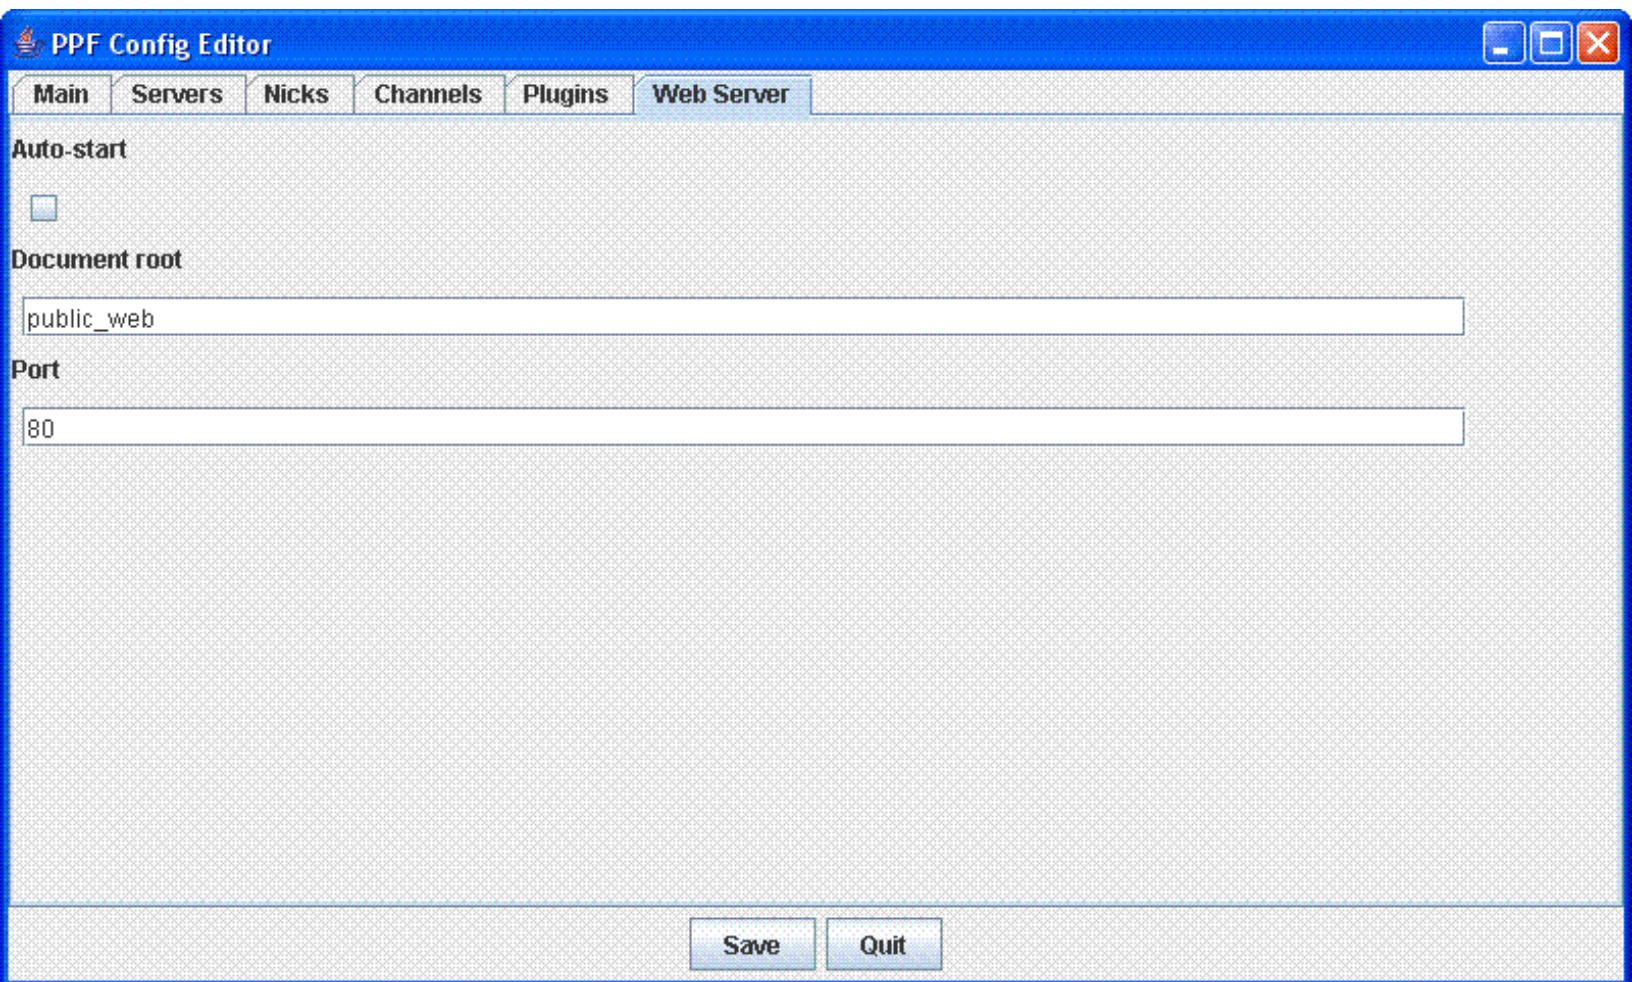 PPF Config Editor
Main Servers Nicks Channels Plugins Web Server
Auto-start
Document root
public_web
Port
80
Save Quit